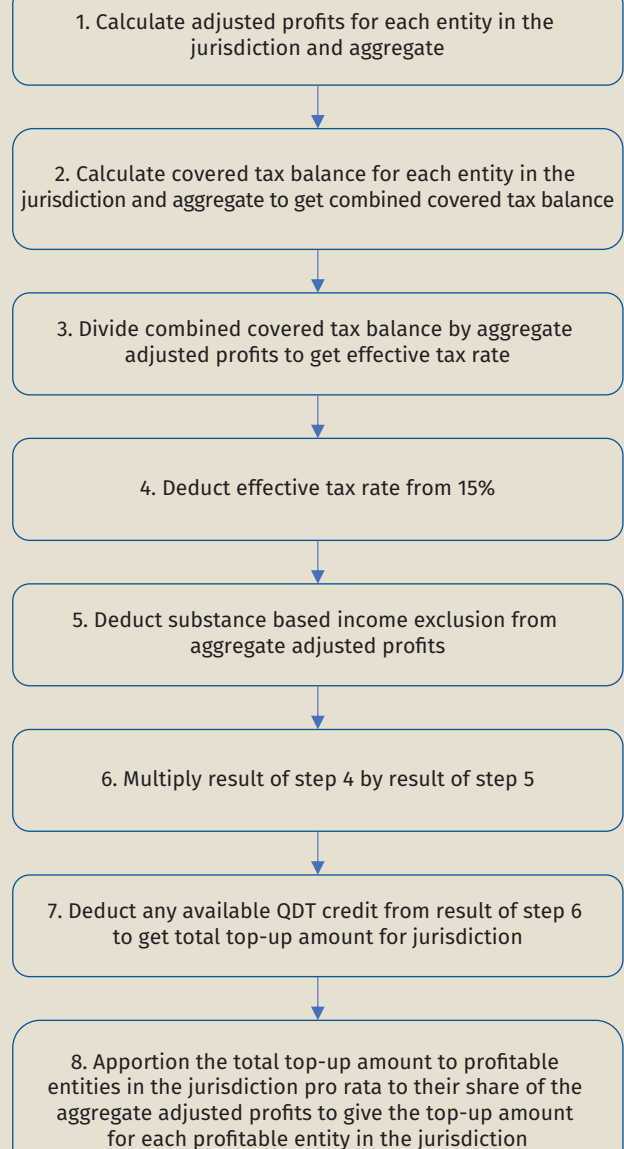 1. Calculate adjusted profits for each entity in the
jurisdiction and aggregate
2. Calculate covered tax balance for each entity in the
jurisdiction and aggregate to get combined covered tax balance
3. Divide combined covered tax balance by aggregate
adjusted profits to get effective tax rate
4. Deduct effective tax rate from 15%
5. Deduct substance based income exclusion from
aggregate adjusted profits
6. Multiply result of step 4 by result of step 5
7. Deduct any available QDT credit from result of step 6
to get total top-up amount for jurisdiction
8. Apportion the total top-up amount to profitable
entities in the jurisdiction pro rata to their share of the
aggregate adjusted profits to give the top-up amount
for each profitable entity in the jurisdiction